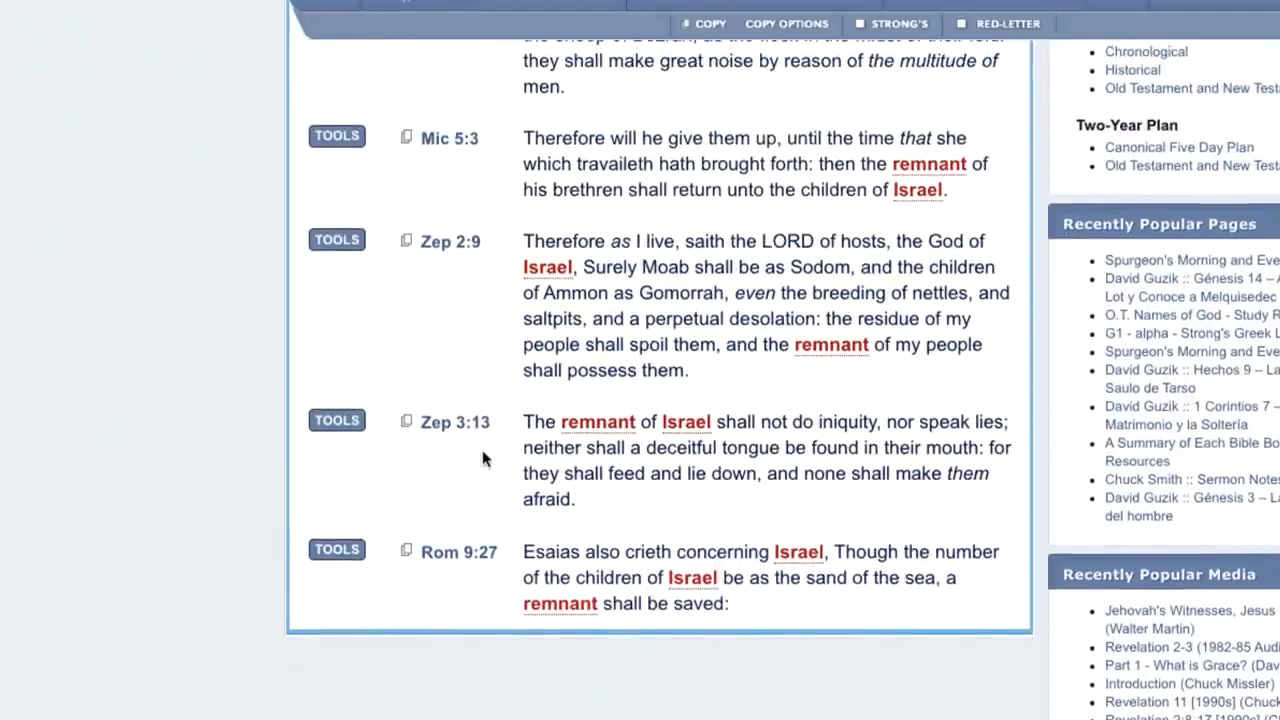 COPY COPY OPTIONS STRONG'S RED-LETTER
they shall make great noise by reason of the multitude of
men.
TOOLS Mic 5:3 Therefore will he give them up, until the time that she
which travaileth hath brought forth: then the remnant of
his brethren shall return unto the children of Israel.
TOOLS Zep 2:9 Therefore as I live, saith the LORD of hosts, the God of
Israel, Surely Moab shall be as Sodom, and the children
of Ammon as Gomorrah, even the breeding of nettles, and
saltpits, and a perpetual desolation: the residue of my
people shall spoil them, and the remnant of my people
shall possess them.
TOOLS Zep 3:13 The remnant of Israel shall not do iniquity, nor speak lies;
neither shall a deceitful tongue be found in their mouth: for
they shall feed and lie down, and none shall make them
afraid.
TOOLS Rom 9:27 Esaias also crieth concerning Israel, Though the number
of the children of Israel be as the sand of the sea, a
remnant shall be saved:
Chronological
Historical
Old Testament and New Test
Two-Year Plan
Canonical Five Day Plan
Old Testament and New Test
Recently Popular Pages
Spurgeon's Morning and Eve
David Guzik :: Génesis 14 –
Lot y Conoce a Melquisedec
O.T. Names of God - Study R
G1 - alpha - Strong's Greek L
Spurgeon's Morning and Eve
David Guzik :: Hechos 9 – La
Saulo de Tarso
David Guzik :: 1 Corintios 7 –
Matrimonio y la Soltería
A Summary of Each Bible Bo
Resources
Chuck Smith :: Sermon Notes
David Guzik :: Génesis 3 – La
del hombre
Recently Popular Media
Jehovah's Witnesses, Jesus
(Walter Martin)
Revelation 2-3 (1982-85 Audi
Part 1 - What is Grace? (Dav
Introduction (Chuck Missler)
Revelation 11 [1990s] (Chuck